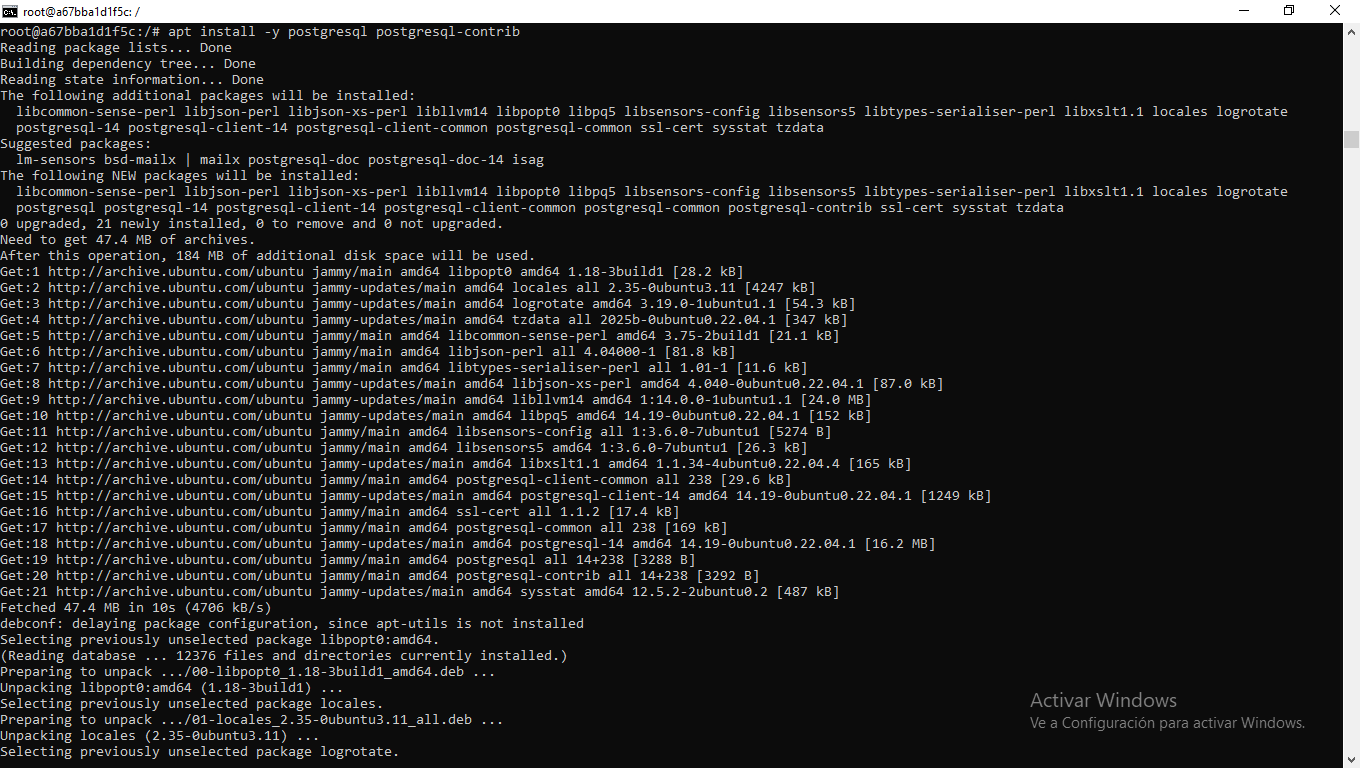 root@a67bba1d1f5c: /
root@a67bba1d1f5c:/# apt install -y postgresql postgresql-contrib
Reading package lists... Done
Building dependency tree... Done
Reading state information... Done
The following additional packages will be installed:
  libcommon-sense-perl libjson-perl libjson-xs-perl libllvm14 libpopt0 libpq5 libsensors-config libsensors5 libtypes-serialiser-perl libxslt1.1 locales logrotate
  postgresql-14 postgresql-client-14 postgresql-client-common postgresql-common ssl-cert sysstat tzdata
Suggested packages:
  lm-sensors bsd-mailx | mailx postgresql-doc postgresql-doc-14 isag
The following NEW packages will be installed:
  libcommon-sense-perl libjson-perl libjson-xs-perl libllvm14 libpopt0 libpq5 libsensors-config libsensors5 libtypes-serialiser-perl libxslt1.1 locales logrotate
  postgresql postgresql-14 postgresql-client-14 postgresql-client-common postgresql-common postgresql-contrib ssl-cert sysstat tzdata
0 upgraded, 21 newly installed, 0 to remove and 0 not upgraded.
Need to get 47.4 MB of archives.
After this operation, 184 MB of additional disk space will be used.
Get:1 http://archive.ubuntu.com/ubuntu jammy/main amd64 libpopt0 amd64 1.18-3build1 [28.2 kB]
Get:2 http://archive.ubuntu.com/ubuntu jammy-updates/main amd64 locales all 2.35-0ubuntu3.11 [4247 kB]
Get:3 http://archive.ubuntu.com/ubuntu jammy-updates/main amd64 logrotate amd64 3.19.0-1ubuntu1.1 [54.3 kB]
Get:4 http://archive.ubuntu.com/ubuntu jammy-updates/main amd64 tzdata all 2025b-0ubuntu0.22.04.1 [347 kB]
Get:5 http://archive.ubuntu.com/ubuntu jammy/main amd64 libcommon-sense-perl amd64 3.75-2build1 [21.1 kB]
Get:6 http://archive.ubuntu.com/ubuntu jammy/main amd64 libjson-perl all 4.04000-1 [81.8 kB]
Get:7 http://archive.ubuntu.com/ubuntu jammy/main amd64 libtypes-serialiser-perl all 1.01-1 [11.6 kB]
Get:8 http://archive.ubuntu.com/ubuntu jammy-updates/main amd64 libjson-xs-perl amd64 4.040-0ubuntu0.22.04.1 [87.0 kB]
Get:9 http://archive.ubuntu.com/ubuntu jammy-updates/main amd64 libllvm14 amd64 1:14.0.0-1ubuntu1.1 [24.0 MB]
Get:10 http://archive.ubuntu.com/ubuntu jammy-updates/main amd64 libpq5 amd64 14.19-0ubuntu0.22.04.1 [152 kB]
Get:11 http://archive.ubuntu.com/ubuntu jammy/main amd64 libsensors-config all 1:3.6.0-7ubuntu1 [5274 B]
Get:12 http://archive.ubuntu.com/ubuntu jammy/main amd64 libsensors5 amd64 1:3.6.0-7ubuntu1 [26.3 kB]
Get:13 http://archive.ubuntu.com/ubuntu jammy-updates/main amd64 libxslt1.1 amd64 1.1.34-4ubuntu0.22.04.4 [165 kB]
Get:14 http://archive.ubuntu.com/ubuntu jammy/main amd64 postgresql-client-common all 238 [29.6 kB]
Get:15 http://archive.ubuntu.com/ubuntu jammy-updates/main amd64 postgresql-client-14 amd64 14.19-0ubuntu0.22.04.1 [1249 kB]
Get:16 http://archive.ubuntu.com/ubuntu jammy/main amd64 ssl-cert all 1.1.2 [17.4 kB]
Get:17 http://archive.ubuntu.com/ubuntu jammy/main amd64 postgresql-common all 238 [169 kB]
Get:18 http://archive.ubuntu.com/ubuntu jammy-updates/main amd64 postgresql-14 amd64 14.19-0ubuntu0.22.04.1 [16.2 MB]
Get:19 http://archive.ubuntu.com/ubuntu jammy/main amd64 postgresql all 14+238 [3288 B]
Get:20 http://archive.ubuntu.com/ubuntu jammy/main amd64 postgresql-contrib all 14+238 [3292 B]
Get:21 http://archive.ubuntu.com/ubuntu jammy-updates/main amd64 sysstat amd64 12.5.2-2ubuntu0.2 [487 kB]
Fetched 47.4 MB in 10s (4706 kB/s)
debconf: delaying package configuration, since apt-utils is not installed
Selecting previously unselected package libpopt0:amd64.
(Reading database ... 12376 files and directories currently installed.)
Preparing to unpack .../00-libpopt0_1.18-3build1_amd64.deb ...
Unpacking libpopt0:amd64 (1.18-3build1) ...
Selecting previously unselected package locales.
Preparing to unpack .../01-locales_2.35-0ubuntu3.11_all.deb ...
Unpacking locales (2.35-0ubuntu3.11) ...
Selecting previously unselected package logrotate.
Activar Windows
Ve a Configuración para activar Windows.